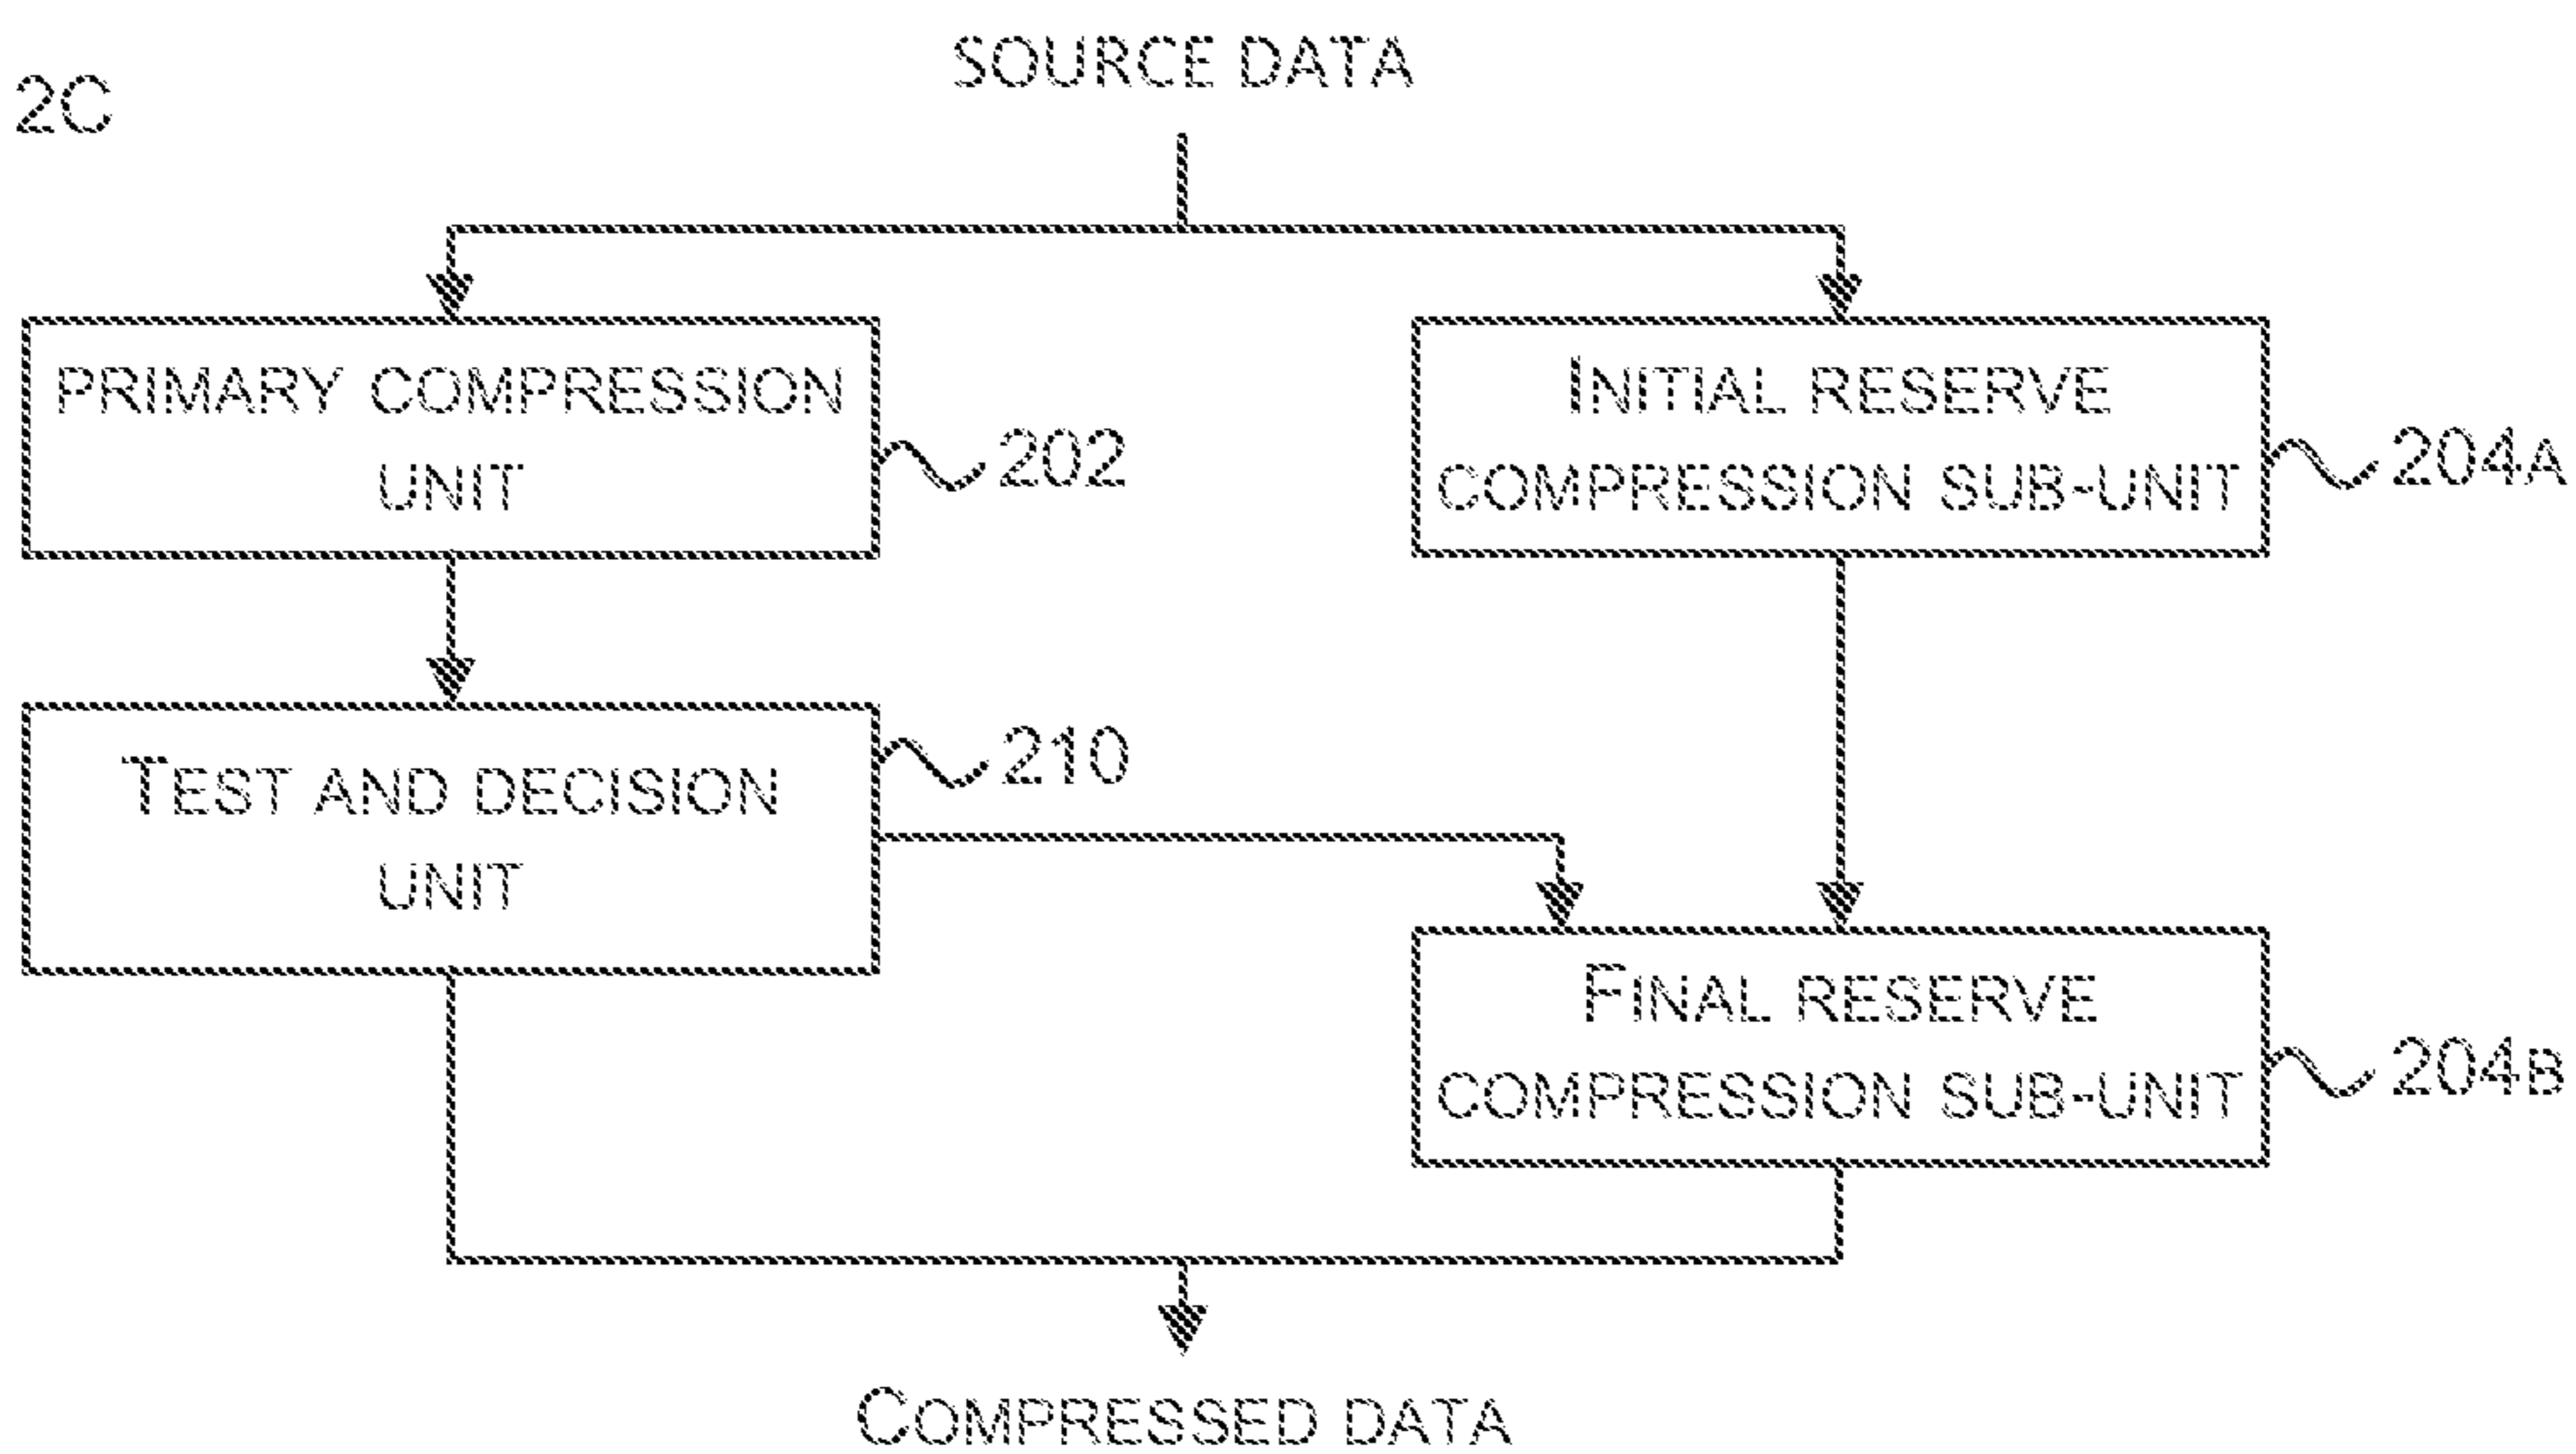 2C
SOURCE DATA
PRIMARY COMPRESSION
UNIT
202
INITIAL RESERVE
COMPRESSION SUB-UNIT
204A
TEST AND DECISION
UNIT
210
FINAL RESERVE
COMPRESSION SUB-UNIT
204B
COMPRESSED DATA